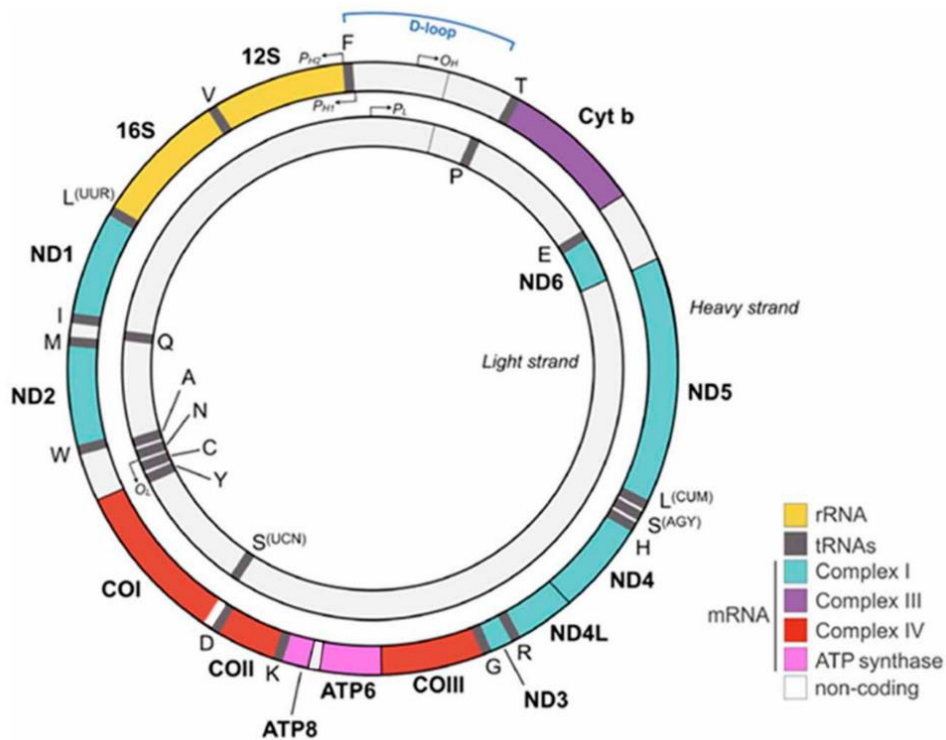 D-loop
F
12S
P_H2
O_H
T
V
P_H1
P_L
Cyt b
16S
P
L(UUR)
E
ND1
ND6
Heavy strand
I
M
Q
Light strand
A
ND2
ND5
N
W
C
Y
O_L
L(CUM)
S(AGY)
S(UCN)
H
COI
ND4
ND4L
D
R
COII
K
G
ATP6
COIII
ND3
ATP8
rRNA
tRNAs
Complex I
mRNA
Complex III
Complex IV
ATP synthase
non-coding